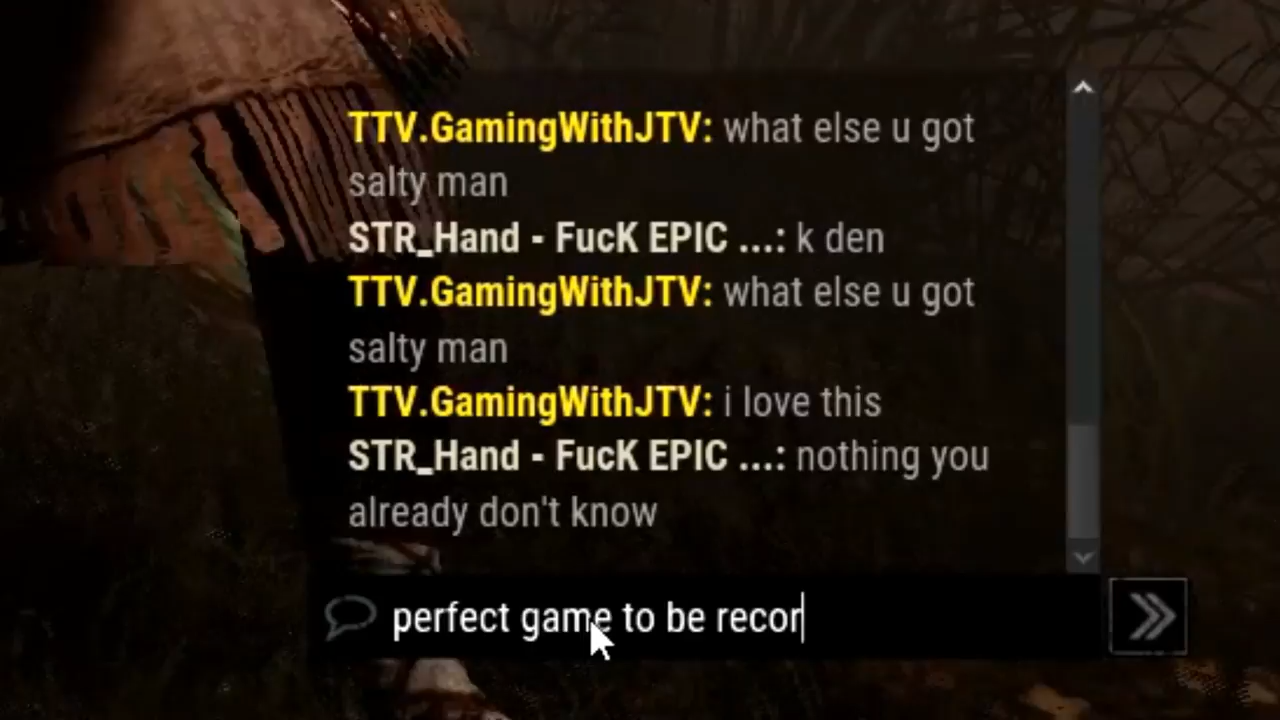 TTV.GamingWithJTV: what else u got
salty man
STR_Hand - FucK EPIC ...: k den
TTV.GamingWithJTV: what else u got
salty man
TTV.GamingWithJTV: i love this
STR_Hand - FucK EPIC ...: nothing you
already don't know
perfect game to be recor